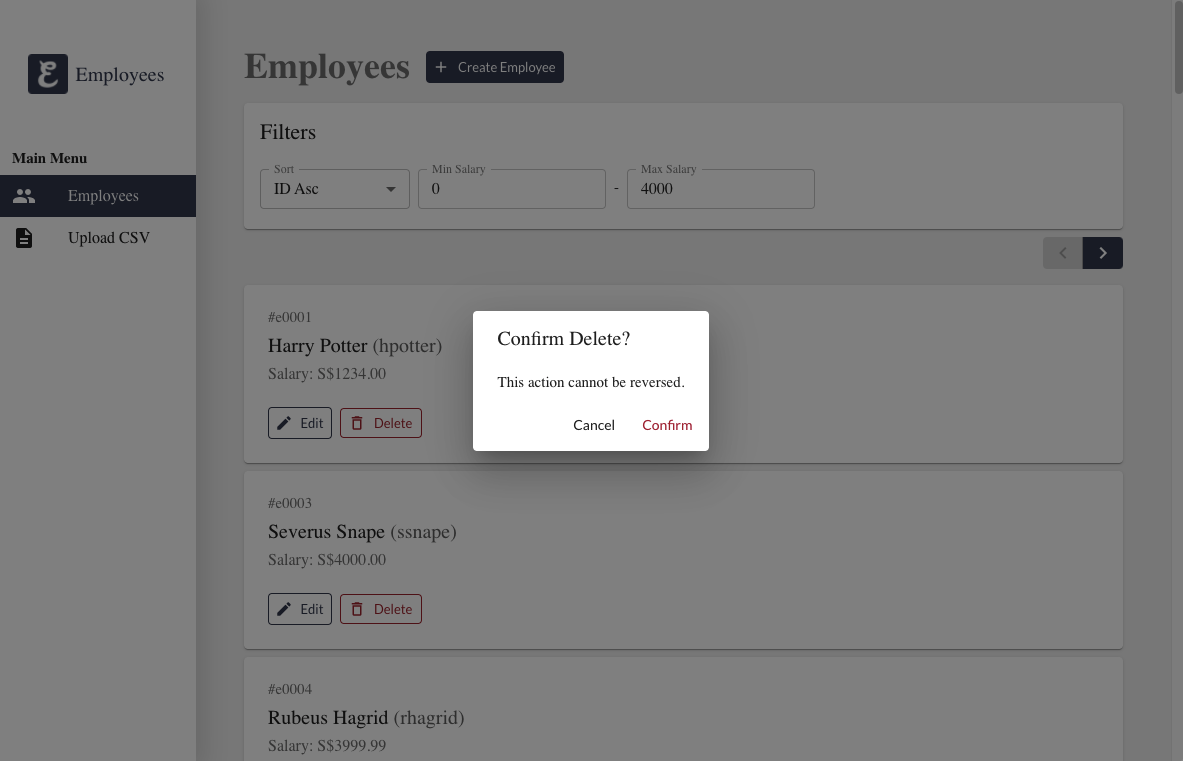 Employees
Main Menu
Employees
Upload CSV
Employees
Create Employee
Filters
Sort
ID Asc
Min Salary
0
-
Max Salary
4000
#e0001
Harry Potter (hpotter)
Salary: S$1234.00
Edit
Delete
Confirm Delete?
This action cannot be reversed.
Cancel
Confirm
#e0003
Severus Snape (ssnape)
Salary: S$4000.00
Edit
Delete
#e0004
Rubeus Hagrid (rhagrid)
Salary: S$3999.99